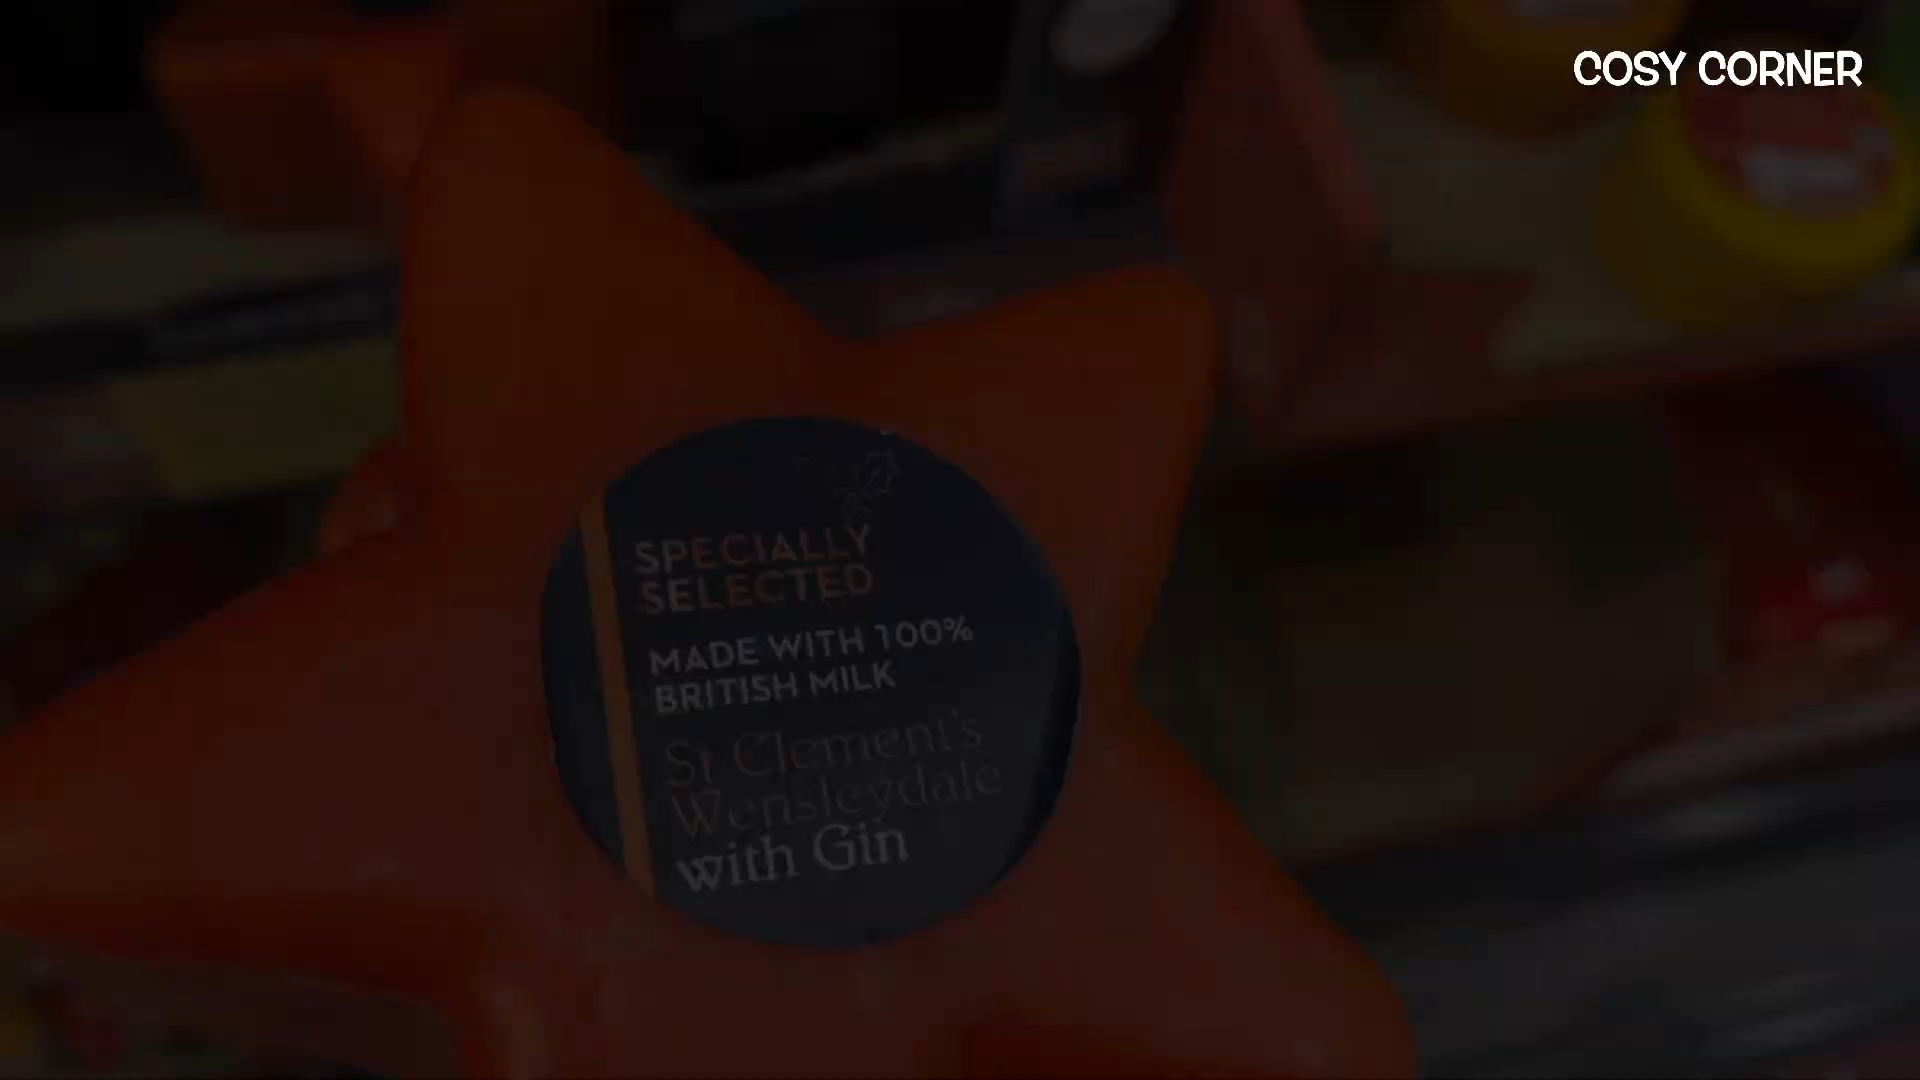 COSY CORNER
SPECIALLY
SELECTED
MADE WITH 100%
BRITISH MILK
St Clement's
Wensleydale
with Gin